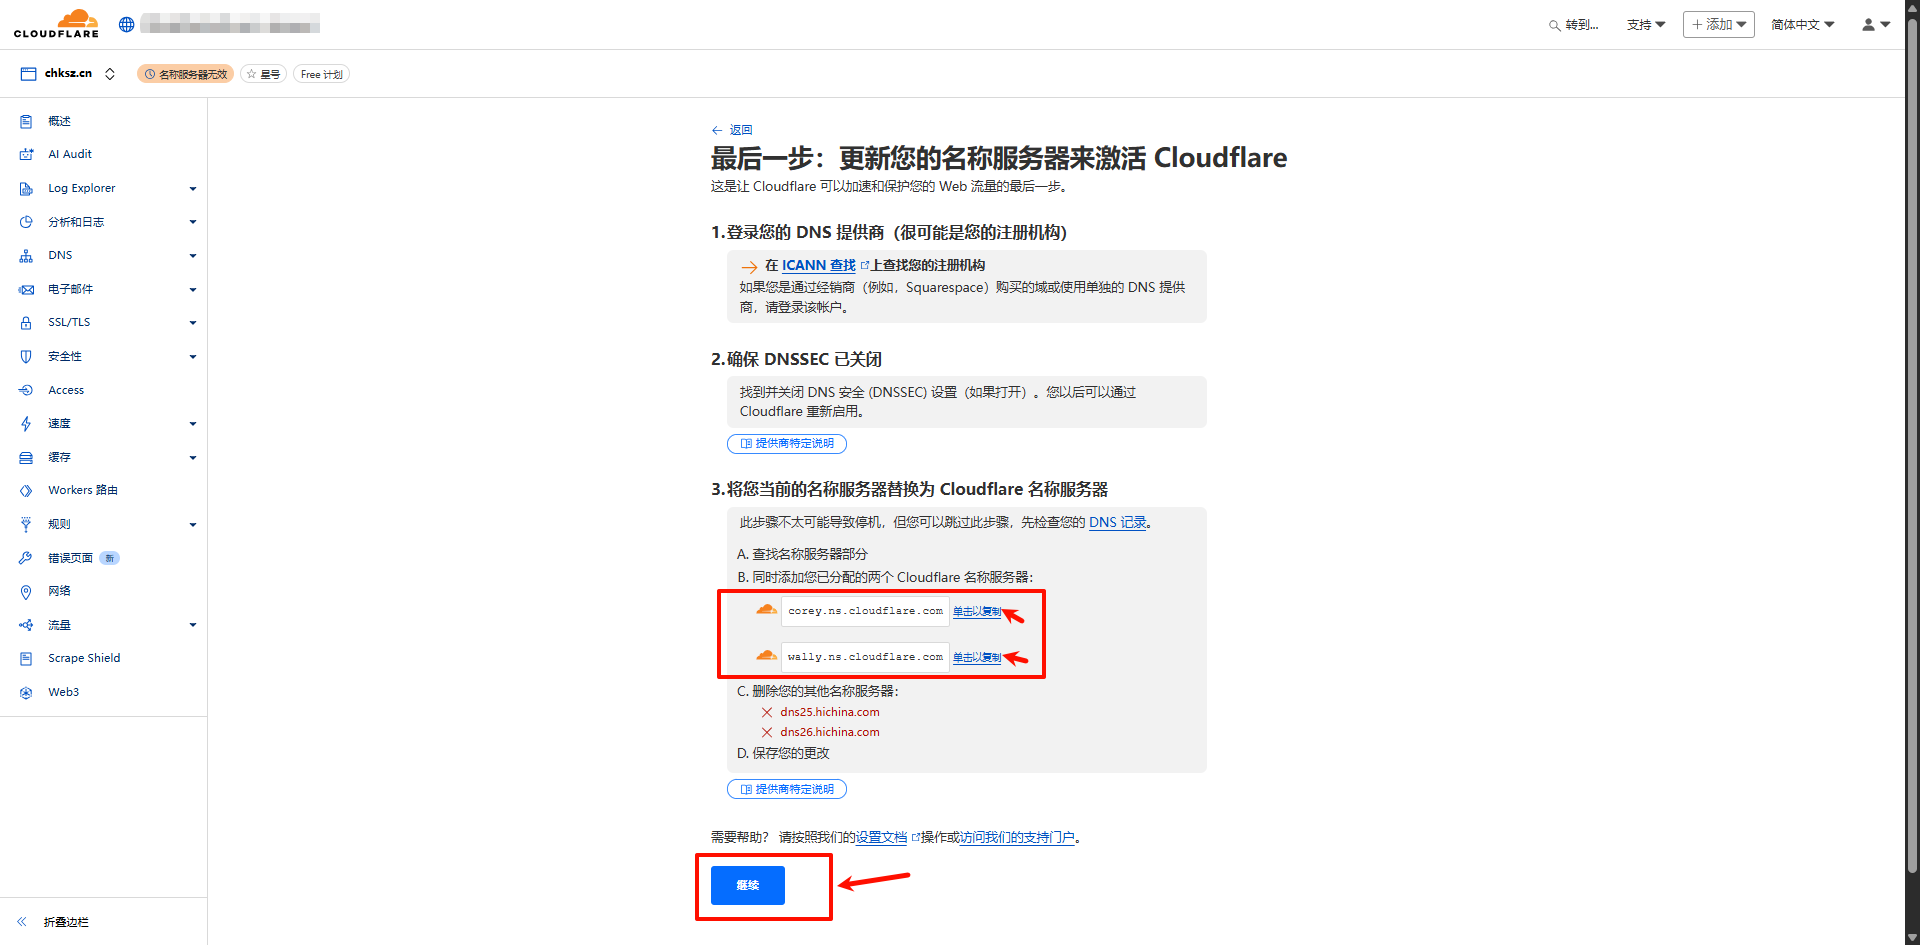 CLOUDFLARE
转到...
支持
添加
简体中文
chksz.cn
名称服务器无效
星号
Free 计划
概述
AI Audit
Log Explorer
分析和日志
DNS
电子邮件
SSL/TLS
安全性
Access
速度
缓存
Workers 路由
规则
错误页面 新
网络
流量
Scrape Shield
Web3
折叠边栏
返回
最后一步：更新您的名称服务器来激活 Cloudflare
这是让 Cloudflare 可以加速和保护您的 Web 流量的最后一步。
1.登录您的 DNS 提供商（很可能是您的注册机构）
在 ICANN 查找 上查找您的注册机构
如果您是通过经销商（例如，Squarespace）购买的域或使用单独的 DNS 提供
商，请登录该帐户。
2.确保 DNSSEC 已关闭
找到并关闭 DNS 安全 (DNSSEC) 设置（如果打开）。您以后可以通过
Cloudflare 重新启用。
提供商特定说明
3.将您当前的名称服务器替换为 Cloudflare 名称服务器
此步骤不太可能导致停机，但您可以跳过此步骤，先检查您的 DNS 记录。
A. 查找名称服务器部分
B. 同时添加您已分配的两个 Cloudflare 名称服务器：
corey.ns.cloudflare.com 单击以复制
wally.ns.cloudflare.com 单击以复制
C. 删除您的其他名称服务器：
dns25.hichina.com
dns26.hichina.com
D. 保存您的更改
提供商特定说明
需要帮助？ 请按照我们的设置文档 操作或访问我们的支持门户。
继续